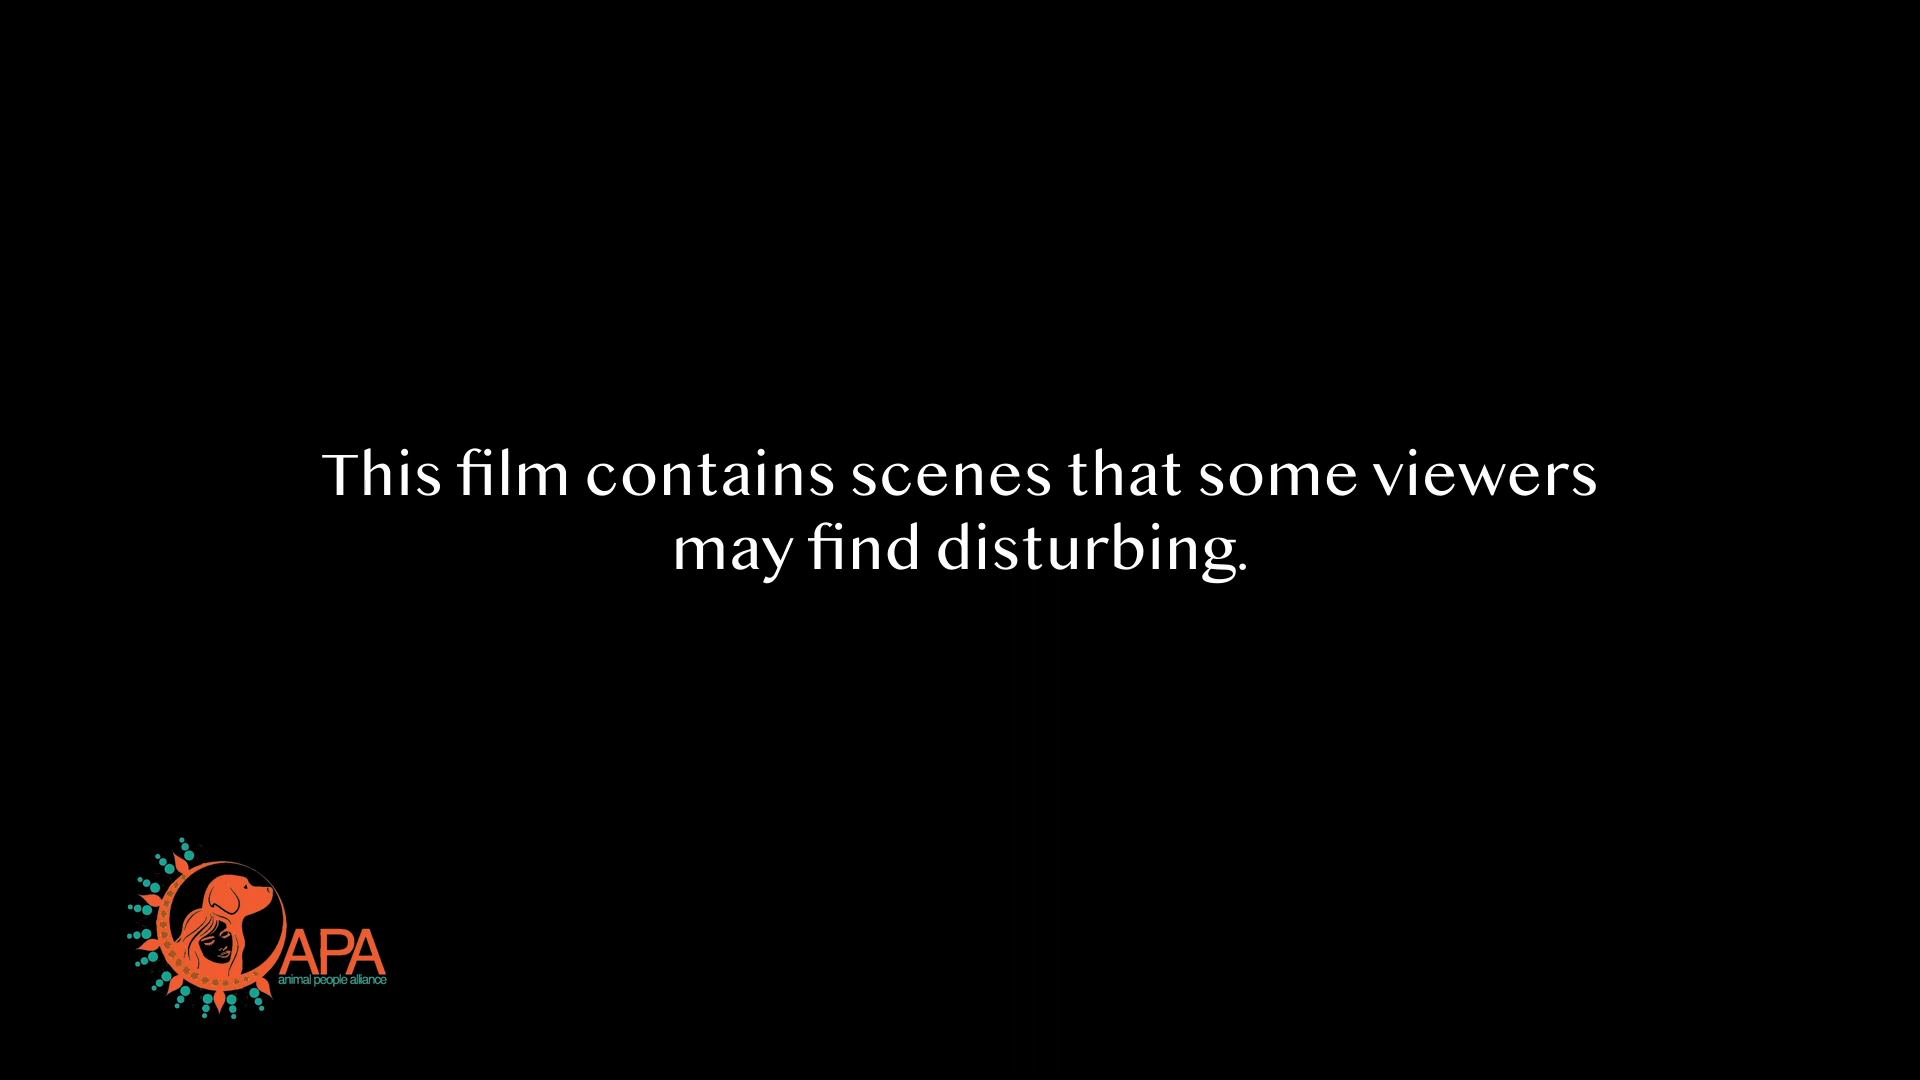 This film contains scenes that some viewers
may find disturbing.
APA
animal people alliance